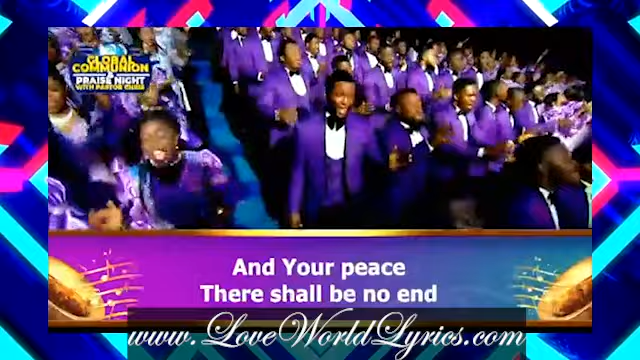 GLOBAL
COMMUNION
& PRAISE NIGHT
WITH PASTOR CHRIS
And Your peace
There shall be no end
www.LoveWorldLyrics.com